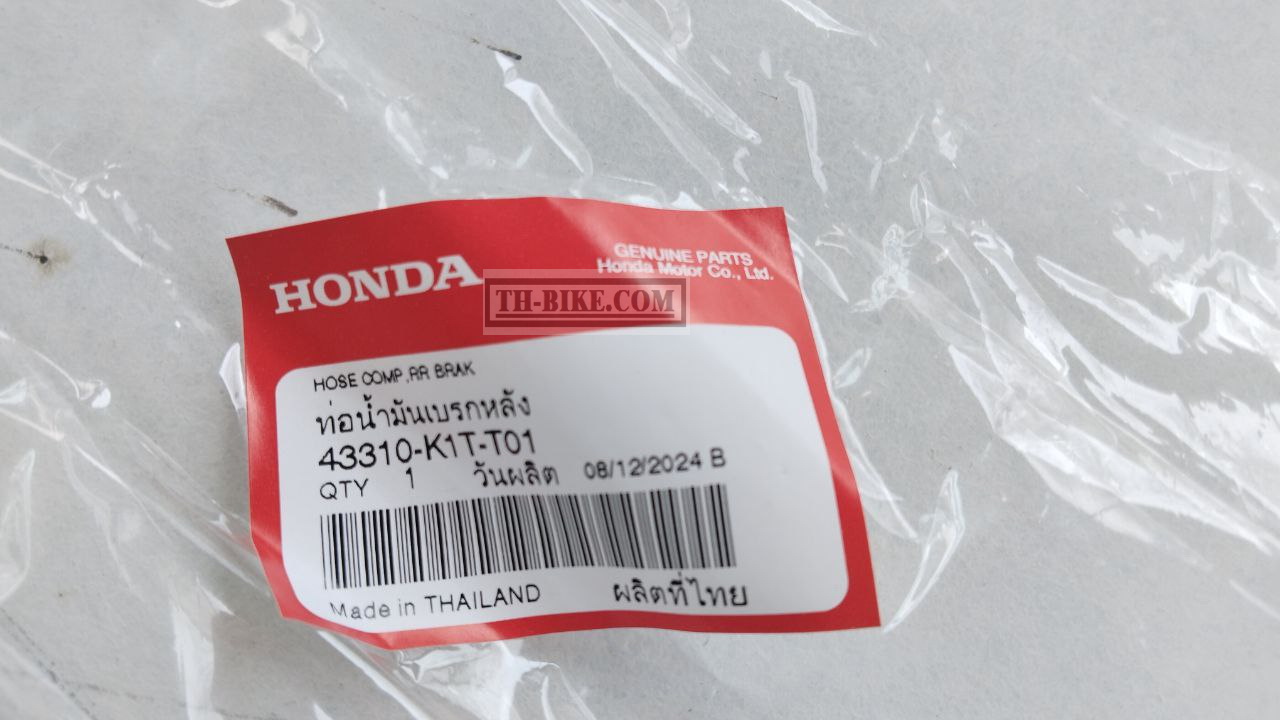 HONDA
GENUINE PARTS
Honda Motor Co., Ltd.
TH-BIKE.COM
HOSE COMP.,RR BRAK
ท่อน้ำมันเบรกหลัง
43310-K1T-T01
QTY 1 วันผลิต 08/12/2024 B
Made in THAILAND ผลิตที่ไทย